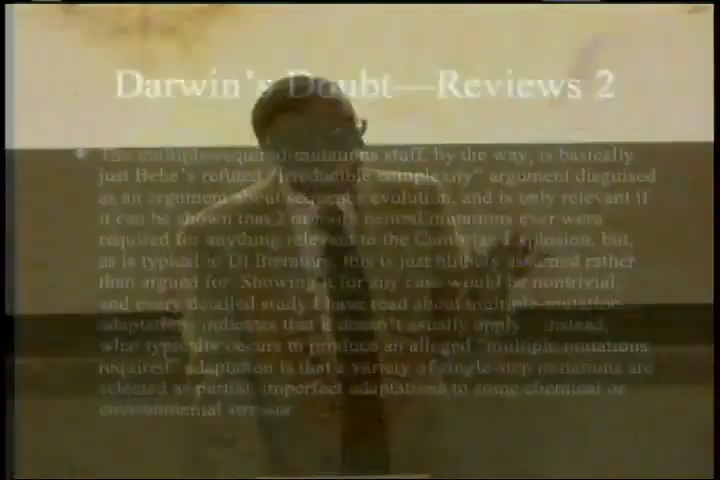 Darwin's Doubt—Reviews 2
The multiple-required-mutations stuff, by the way, is basically
just Behe's refuted "irreducible complexity" argument disguised
as an argument about sequence evolution, and is only relevant if
it can be shown that 2 initially neutral mutations ever were
required for anything relevant to the Cambrian Explosion, but,
as is typical in DI literature, this is just blithely assumed rather
than argued for. Showing it for any case would be nontrivial,
and every detailed study I have read about multiple-mutation
adaptations indicates that it doesn't usually apply – instead,
what typically occurs to produce an alleged "multiple mutations
required" adaptation is that a variety of single-step mutations are
selected as partial, imperfect adaptations to some chemical or
environmental stressor